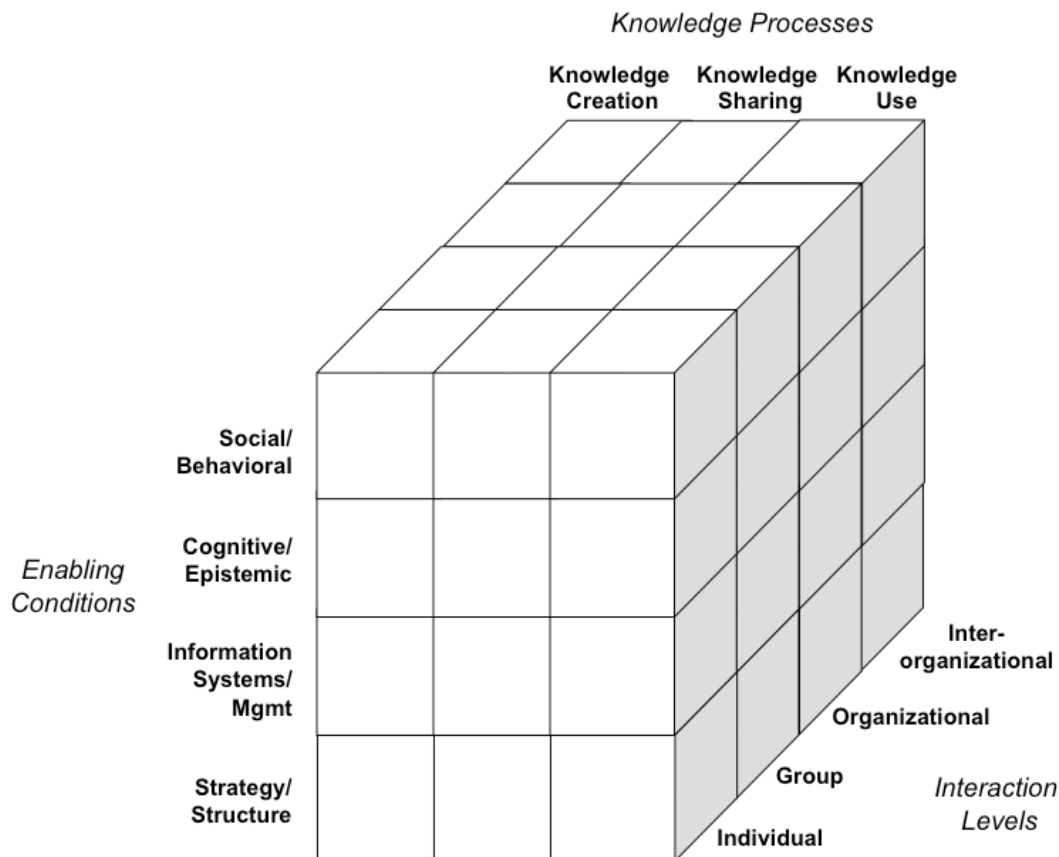 Knowledge Processes
Knowledge Creation
Knowledge Sharing
Knowledge Use
Social/
Behavioral
Cognitive/
Epistemic
Enabling
Conditions
Information
Systems/
Mgmt
Strategy/
Structure
Inter-
organizational
Organizational
Group
Individual
Interaction
Levels